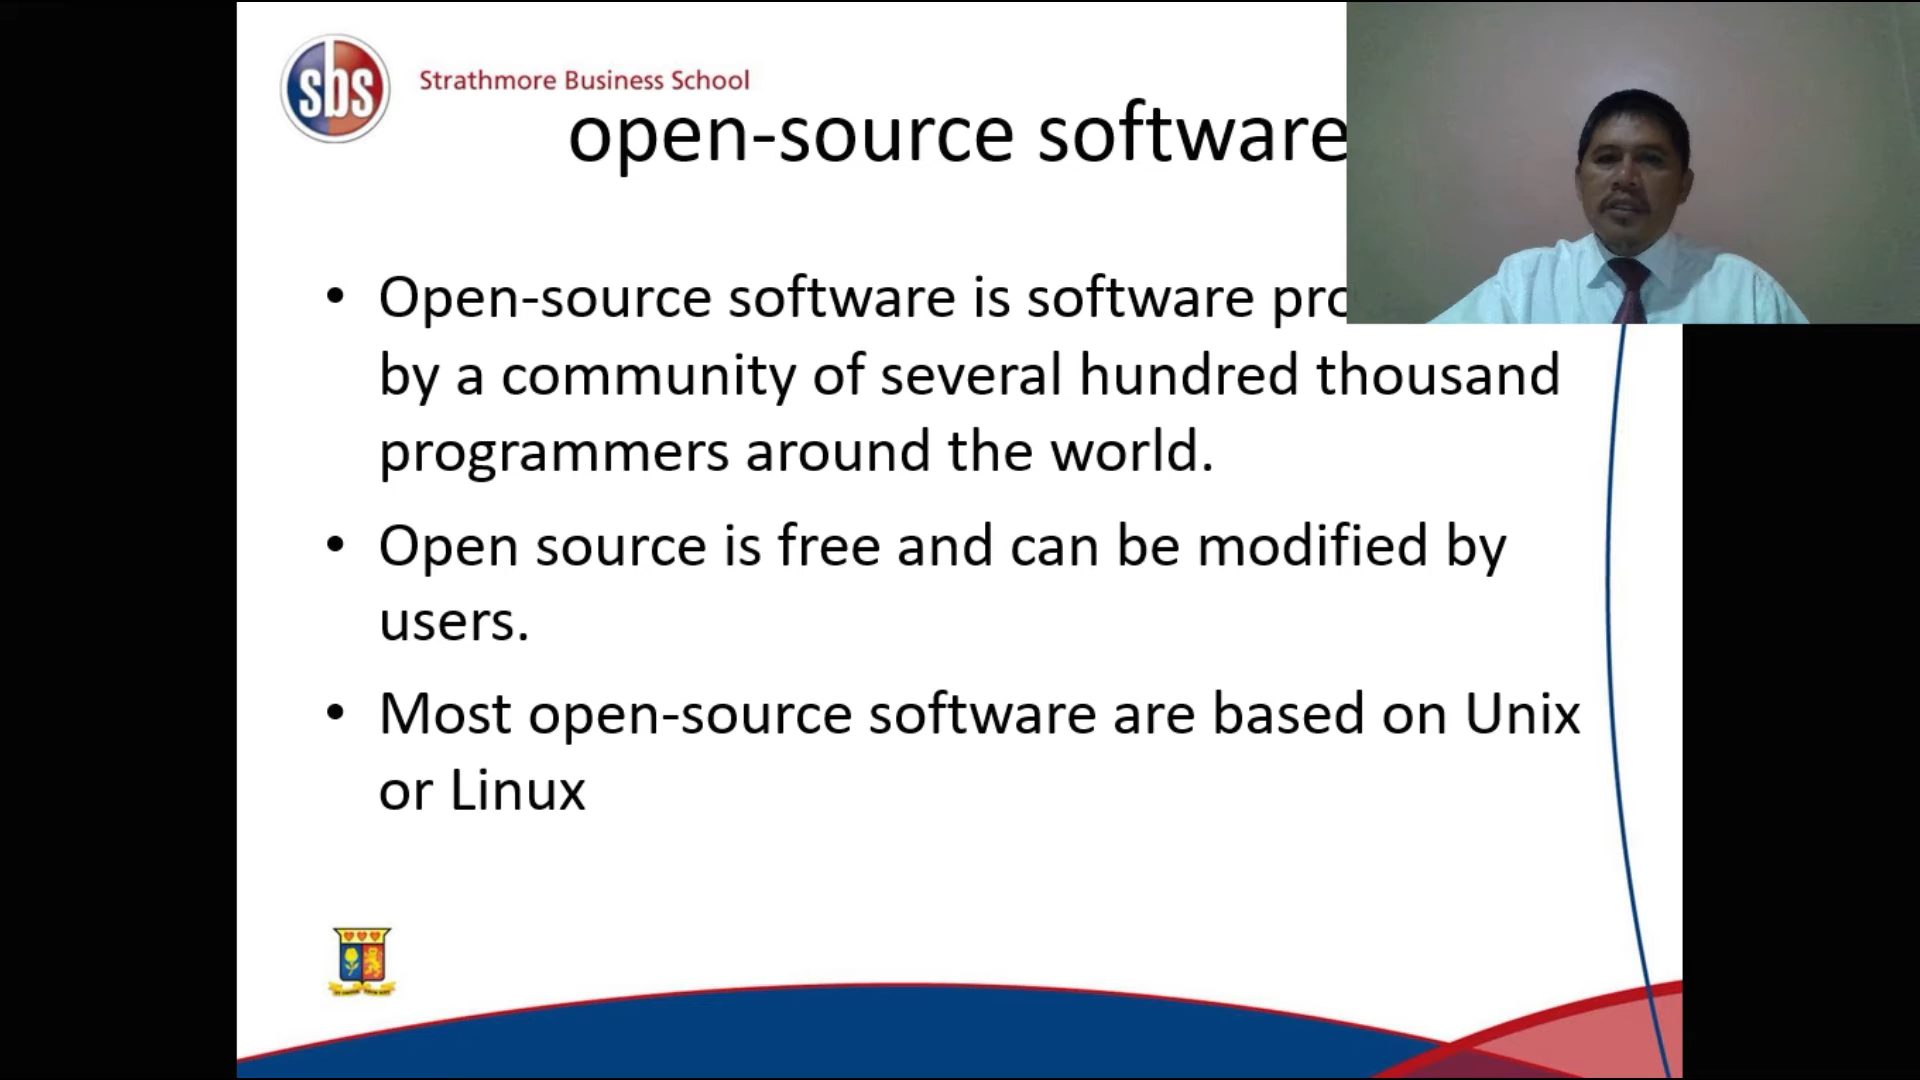 sbs
Strathmore Business School
open-source software
• Open-source software is software
by a community of several hundred thousand
programmers around the world.
• Open source is free and can be modified by
users.
• Most open-source software are based on Unix
or Linux